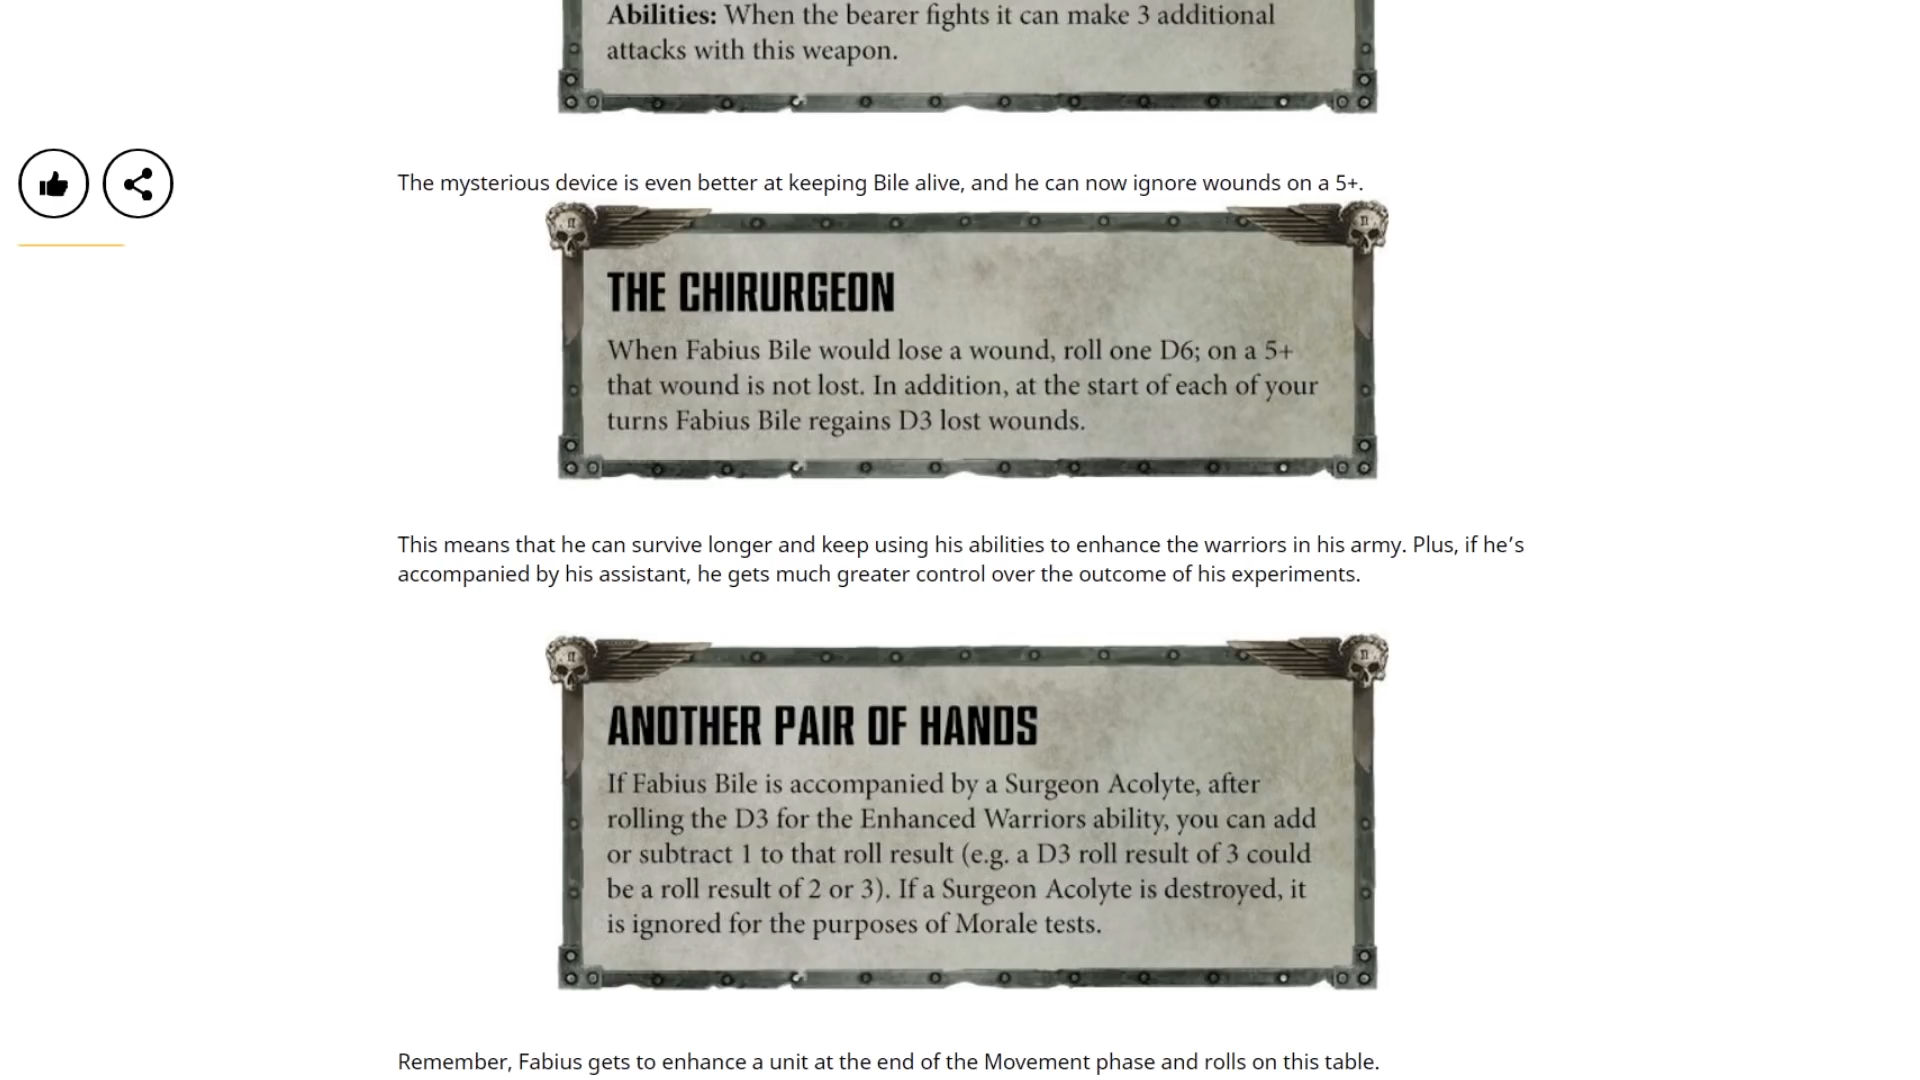 Abilities: When the bearer fights it can make 3 additional
attacks with this weapon.
The mysterious device is even better at keeping Bile alive, and he can now ignore wounds on a 5+.
THE CHIRURGEON
When Fabius Bile would lose a wound, roll one D6; on a 5+
that wound is not lost. In addition, at the start of each of your
turns Fabius Bile regains D3 lost wounds.
This means that he can survive longer and keep using his abilities to enhance the warriors in his army. Plus, if he’s
accompanied by his assistant, he gets much greater control over the outcome of his experiments.
ANOTHER PAIR OF HANDS
If Fabius Bile is accompanied by a Surgeon Acolyte, after
rolling the D3 for the Enhanced Warriors ability, you can add
or subtract 1 to that roll result (e.g. a D3 roll result of 3 could
be a roll result of 2 or 3). If a Surgeon Acolyte is destroyed, it
is ignored for the purposes of Morale tests.
Remember, Fabius gets to enhance a unit at the end of the Movement phase and rolls on this table.